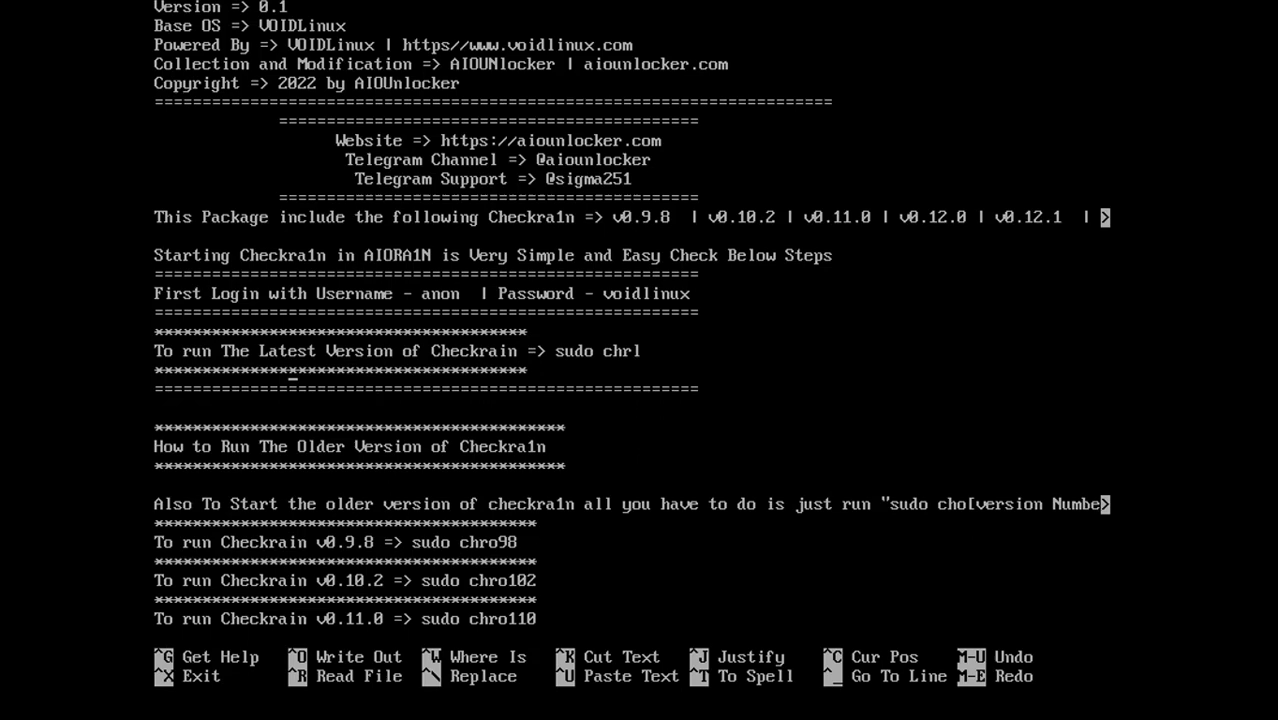 Version => 0.1
Base OS => VOIDLinux
Powered By => VOIDLinux | https//www.voidlinux.com
Collection and Modification => AIOUNlocker | aiounlocker.com
Copyright => 2022 by AIOUnlocker
=======================================================================
============================================
Website => https://aiounlocker.com
Telegram Channel => @aiounlocker
Telegram Support => @sigma251
============================================
This Package include the following Checkra1n => v0.9.8 | v0.10.2 | v0.11.0 | v0.12.0 | v0.12.1 | >
Starting Checkra1n in AIORA1N is Very Simple and Easy Check Below Steps
=========================================================
First Login with Username - anon | Password - voidlinux
=========================================================
***************************************
To run The Latest Version of Checkrain => sudo chrl
***************************************
=========================================================
*******************************************
How to Run The Older Version of Checkra1n
*******************************************
Also To Start the older version of checkra1n all you have to do is just run "sudo cho[version Numbe>
****************************************
To run Checkrain v0.9.8 => sudo chro98
****************************************
To run Checkrain v0.10.2 => sudo chro102
****************************************
To run Checkrain v0.11.0 => sudo chro110
^G Get Help ^O Write Out ^W Where Is ^K Cut Text ^J Justify ^C Cur Pos M-U Undo
^X Exit ^R Read File ^\ Replace ^U Paste Text ^T To Spell ^_ Go To Line M-E Redo